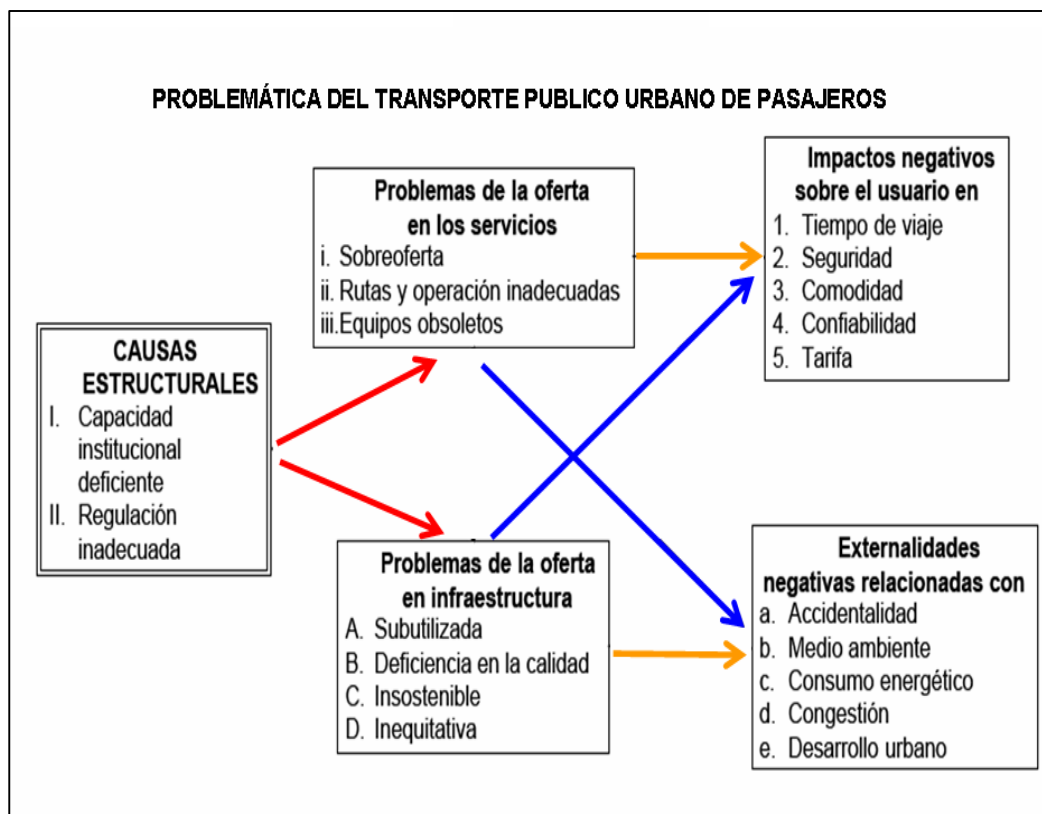 PROBLEMÁTICA DEL TRANSPORTE PUBLICO URBANO DE PASAJEROS
CAUSAS
ESTRUCTURALES
I. Capacidad
institucional
deficiente
II. Regulación
inadecuada
Problemas de la oferta
en los servicios
i. Sobreoferta
ii. Rutas y operación inadecuadas
iii.Equipos obsoletos
Problemas de la oferta
en infraestructura
A. Subutilizada
B. Deficiencia en la calidad
C. Insostenible
D. Inequitativa
Impactos negativos
sobre el usuario en
1. Tiempo de viaje
2. Seguridad
3. Comodidad
4. Confiabilidad
5. Tarifa
Externalidades
negativas relacionadas con
a. Accidentalidad
b. Medio ambiente
c. Consumo energético
d. Congestión
e. Desarrollo urbano